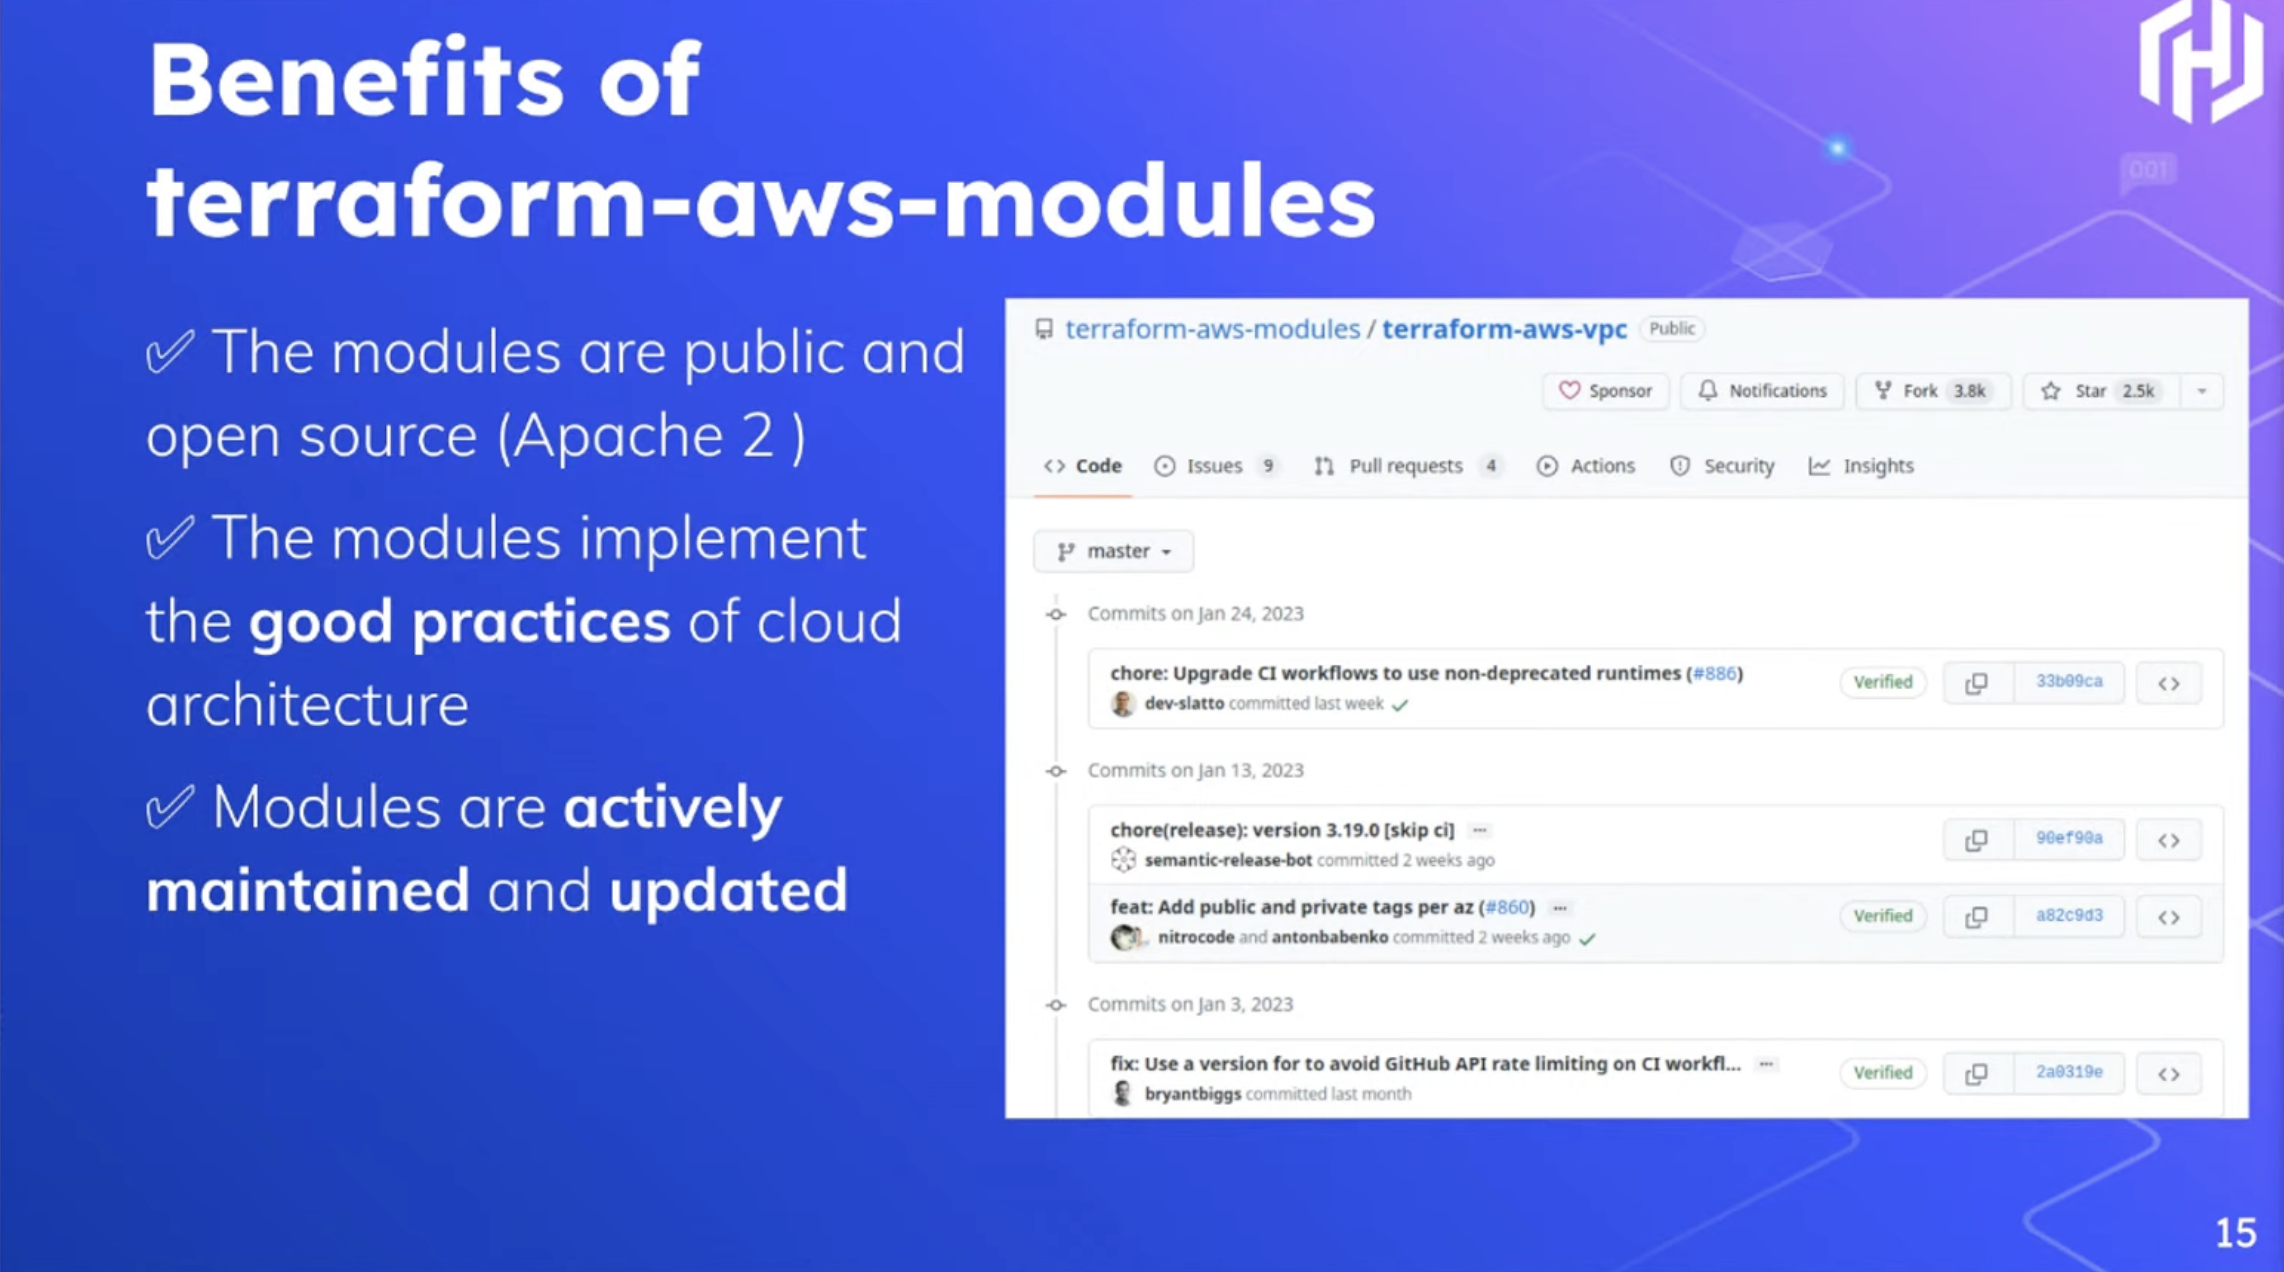 Benefits of
terraform-aws-modules
001
✅ The modules are public and
open source (Apache 2 )
✅ The modules implement
the good practices of cloud
architecture
✅ Modules are actively
maintained and updated
terraform-aws-modules / terraform-aws-vpc Public
Sponsor Notifications Fork 3.8k Star 2.5k
<> Code Issues 9 Pull requests 4 Actions Security Insights
master
Commits on Jan 24, 2023
chore: Upgrade CI workflows to use non-deprecated runtimes (#886)
dev-slatto committed last week ✓
Verified 33b09ca <>
Commits on Jan 13, 2023
chore(release): version 3.19.0 [skip ci] ...
semantic-release-bot committed 2 weeks ago
90ef90a <>
feat: Add public and private tags per az (#860) ...
nitrocode and antonbabenko committed 2 weeks ago ✓
Verified a82c9d3 <>
Commits on Jan 3, 2023
fix: Use a version for to avoid GitHub API rate limiting on CI workfl... ...
bryantbiggs committed last month
Verified 2a0319e <>
15